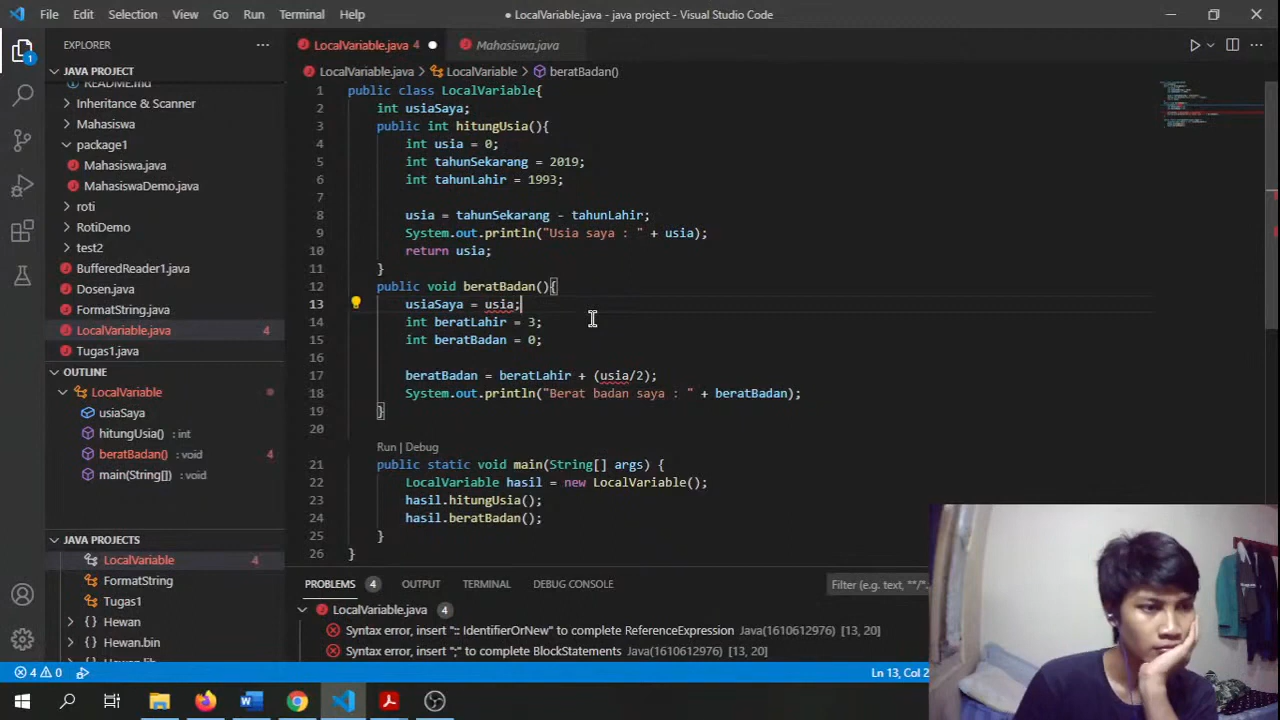 File Edit Selection View Go Run Terminal Help
● LocalVariable.java - java project - Visual Studio Code
EXPLORER
JAVA PROJECT
README.md
Inheritance & Scanner
Mahasiswa
package1
Mahasiswa.java
MahasiswaDemo.java
roti
RotiDemo
test2
BufferedReader1.java
Dosen.java
FormatString.java
LocalVariable.java
Tugas1.java
OUTLINE
LocalVariable
usiaSaya
hitungUsia() : int
beratBadan() : void 4
main(String[]) : void
JAVA PROJECTS
LocalVariable 4
FormatString
Tugas1
{ } Hewan
{ } Hewan.bin
{ } Hewan.lib
1
LocalVariable.java 4 ● Mahasiswa.java
LocalVariable.java > LocalVariable > beratBadan()
1 public class LocalVariable{
2 int usiaSaya;
3 public int hitungUsia(){
4 int usia = 0;
5 int tahunSekarang = 2019;
6 int tahunLahir = 1993;
7
8 usia = tahunSekarang - tahunLahir;
9 System.out.println("Usia saya : " + usia);
10 return usia;
11 }
12 public void beratBadan(){
13 usiaSaya = usia;
14 int beratLahir = 3;
15 int beratBadan = 0;
16
17 beratBadan = beratLahir + (usia/2);
18 System.out.println("Berat badan saya : " + beratBadan);
19 }
20
Run | Debug
21 public static void main(String[] args) {
22 LocalVariable hasil = new LocalVariable();
23 hasil.hitungUsia();
24 hasil.beratBadan();
25 }
26 }
PROBLEMS 4 OUTPUT TERMINAL DEBUG CONSOLE
Filter (e.g. text, **/*
LocalVariable.java 4
Syntax error, insert ":: IdentifierOrNew" to complete ReferenceExpression Java(1610612976) [13, 20]
Syntax error, insert ";" to complete BlockStatements Java(1610612976) [13, 20]
4 0
Ln 13, Col 2